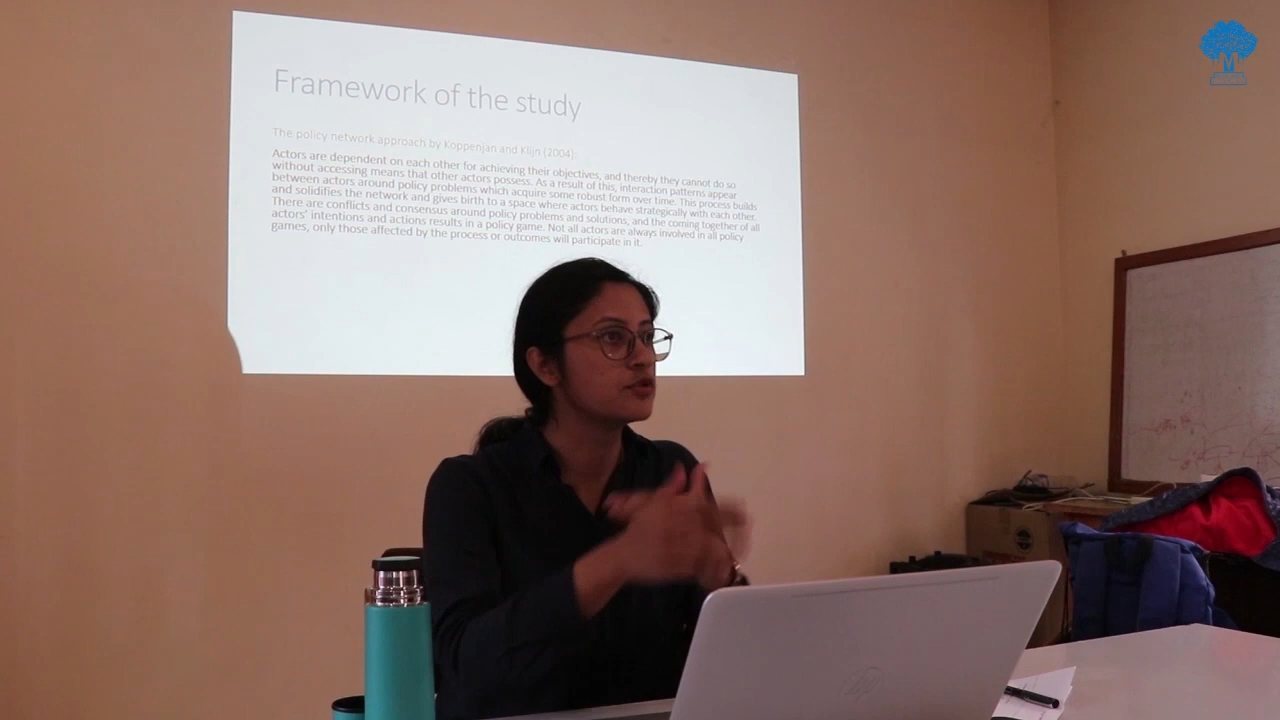 Framework of the study
The policy network approach by Koppenjan and Klijn (2004):
Actors are dependent on each other for achieving their objectives, and thereby they cannot do so
without accessing means that other actors possess. As a result of this, interaction patterns appear
between actors around policy problems which acquire some robust form over time. This process builds
and solidifies the network and gives birth to a space where actors behave strategically with each other.
There are conflicts and consensus around policy problems and solutions, and the coming together of all
actors' intentions and actions results in a policy game. Not all actors are always involved in all policy
games, only those affected by the process or outcomes will participate in it.
hp